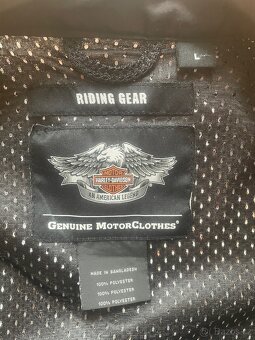 L
RIDING GEAR
HARLEY-DAVIDSON
AN AMERICAN LEGEND
GENUINE MOTORCLOTHES®
MADE IN BANGLADESH
100% POLYESTER
100% POLYESTER
100% POLYESTER